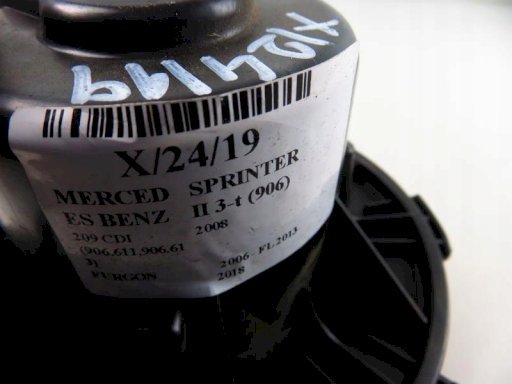 X124199
X/24/19
MERCED SPRINTER
ES BENZ II 3-t (906)
209 CDI 2008
(906.611,906.61
3) 2006- FL2013
FURGON 2018